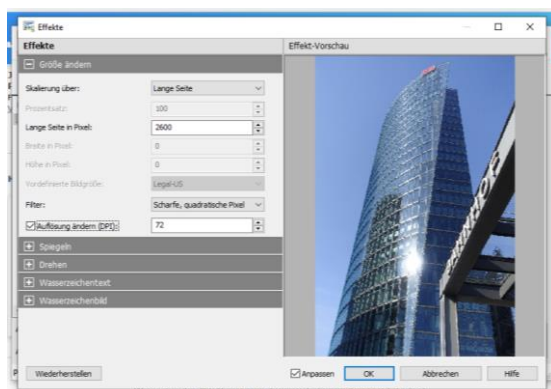 Effekte
Effekte
Effekt-Vorschau
Größe ändern
Skalierung über: Lange Seite
Prozentsatz: 100
Lange Seite in Pixel: 2600
Breite in Pixel: 0
Höhe in Pixel: 0
Vordefinierte Bildgröße: Legal-US
Filter: Scharfe, quadratische Pixel
Auflösung ändern (DPI): 72
Spiegeln
Drehen
Wasserzeichentext
Wasserzeichenbild
BAHNHOF
Wiederherstellen
Anpassen
OK
Abbrechen
Hilfe